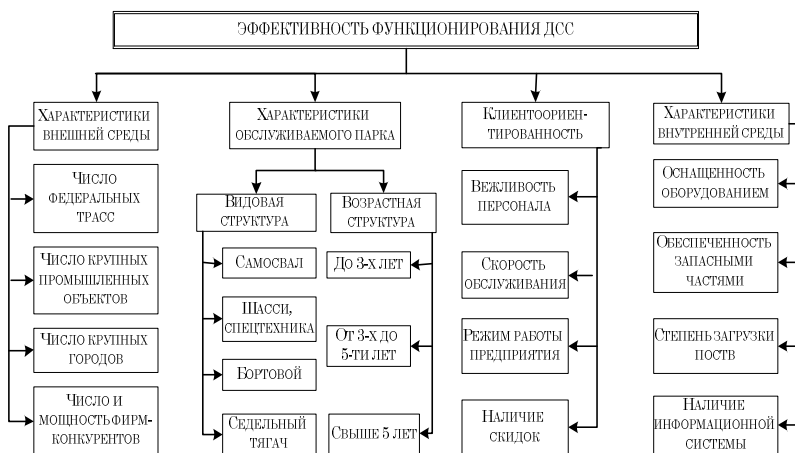 ЭФФЕКТИВНОСТЬ ФУНКЦИОНИРОВАНИЯ ДСС
ХАРАКТЕРИСТИКИ
ВНЕШНЕЙ СРЕДЫ
ЧИСЛО
ФЕДЕРАЛЬНЫХ
ТРАСС
ЧИСЛО КРУПНЫХ
ПРОМЫШЛЕННЫХ
ОБЪЕКТОВ
ЧИСЛО КРУПНЫХ
ГОРОДОВ
ЧИСЛО И
МОЩНОСТЬ ФИРМ-
КОНКУРЕНТОВ
ХАРАКТЕРИСТИКИ
ОБСЛУЖИВАЕМОГО ПАРКА
ВИДОВАЯ
СТРУКТУРА
САМОСВАЛ
ШАССИ,
СПЕЦТЕХНИКА
БОРТОВОЙ
СЕДЕЛЬНЫЙ
ТЯГАЧ
ВОЗРАСТНАЯ
СТРУКТУРА
ДО 3-Х ЛЕТ
ОТ 3-Х ДО
5-ТИ ЛЕТ
СВЫШЕ 5 ЛЕТ
КЛИЕНТООРИЕН-
ТИРОВАННОСТЬ
ВЕЖЛИВОСТЬ
ПЕРСОНАЛА
СКОРОСТЬ
ОБСЛУЖИВАНИЯ
РЕЖИМ РАБОТЫ
ПРЕДПРИЯТИЯ
НАЛИЧИЕ
СКИДОК
ХАРАКТЕРИСТИКИ
ВНУТРЕННЕЙ СРЕДЫ
ОСНАЩЕННОСТЬ
ОБОРУДОВАНИЕМ
ОБЕСПЕЧЕННОСТЬ
ЗАПАСНЫМИ
ЧАСТЯМИ
СТЕПЕНЬ ЗАГРУЗКИ
ПОСТВ
НАЛИЧИЕ
ИНФОРМАЦИОННОЙ
СИСТЕМЫ